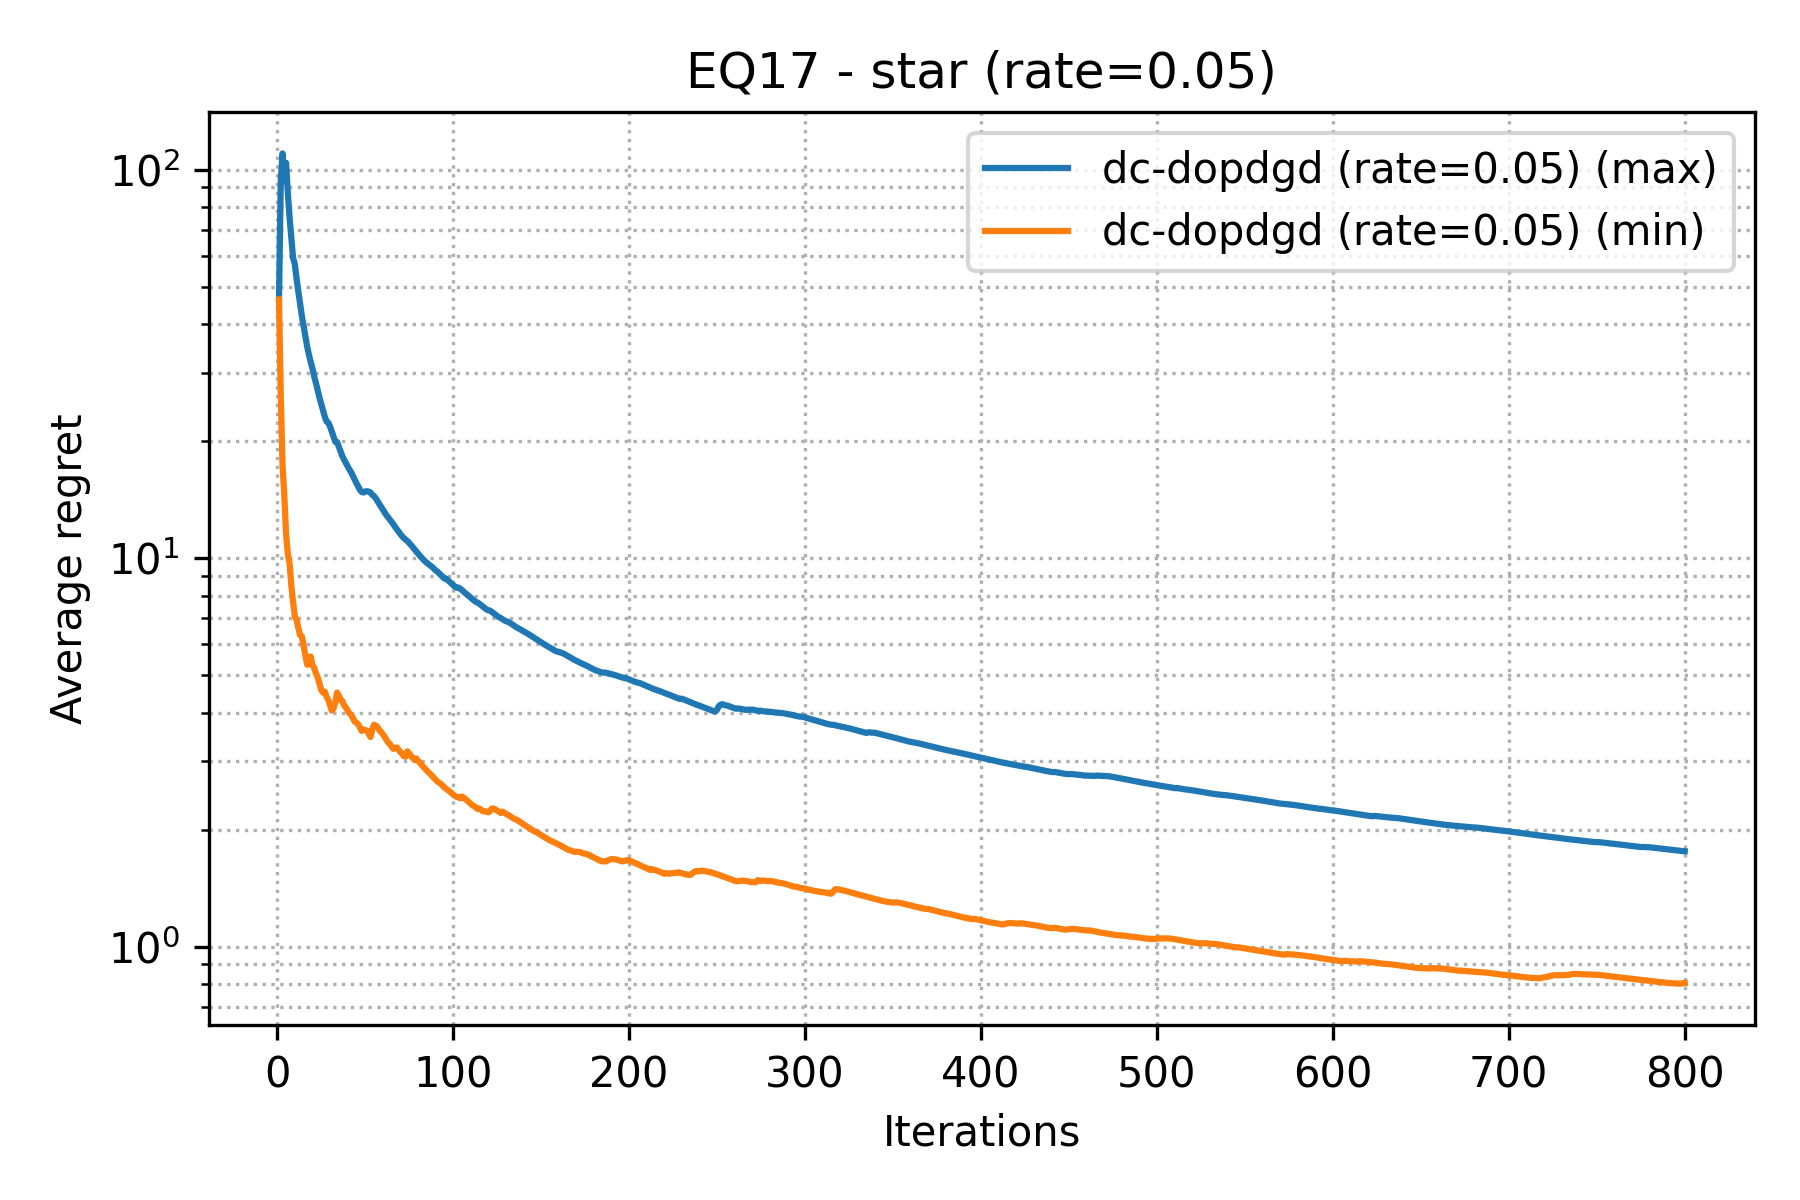 EQ17 - star (rate=0.05)
dc-dopdgd (rate=0.05) (max)
dc-dopdgd (rate=0.05) (min)
Average regret
10²
10¹
10⁰
0 100 200 300 400 500 600 700 800
Iterations